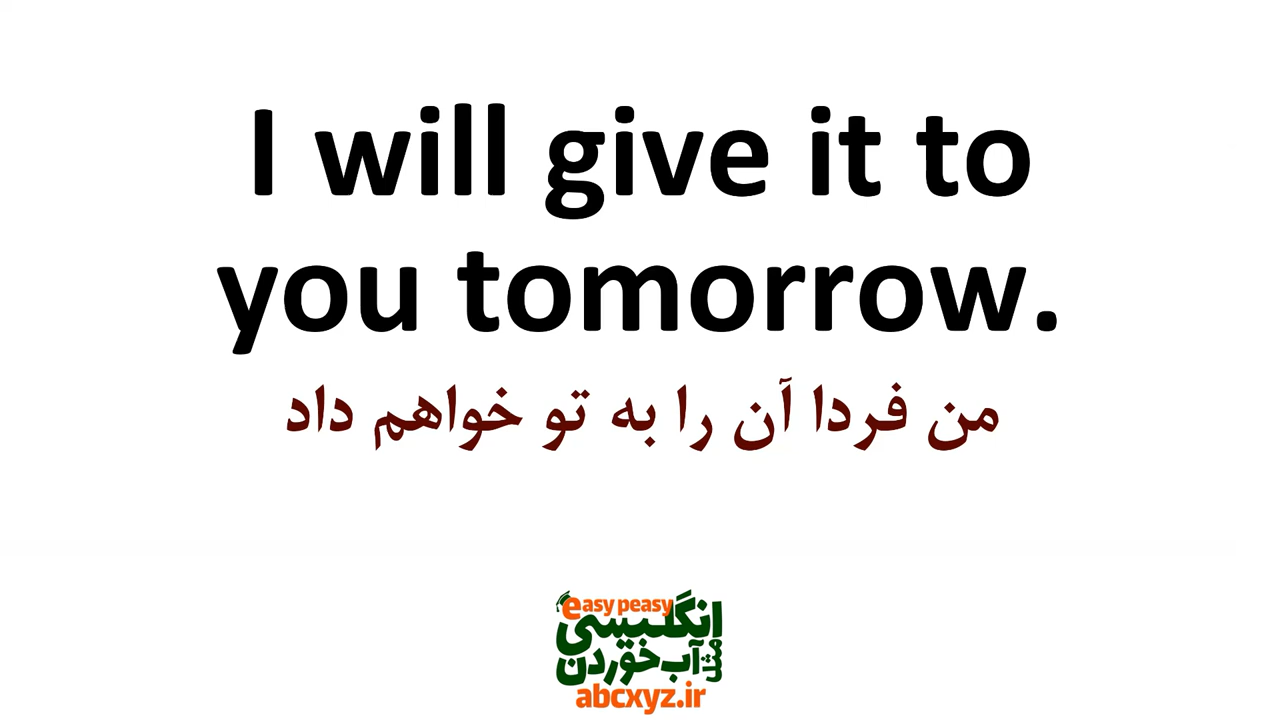 I will give it to
you tomorrow.
من فردا آن را به تو خواهم داد
easy peasy
انگلیسی
مثل آب خوردن
abcxyz.ir